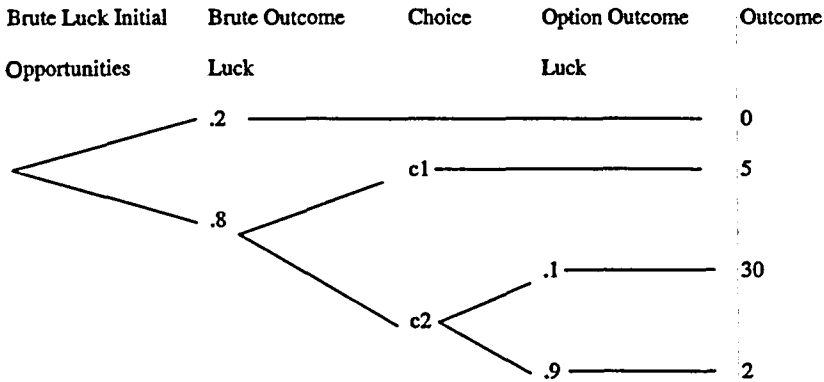 Brute Luck Initial Brute Outcome Choice Option Outcome Outcome
Opportunities Luck Luck
.2 0
c1 5
.8
.1 30
c2
.9 2